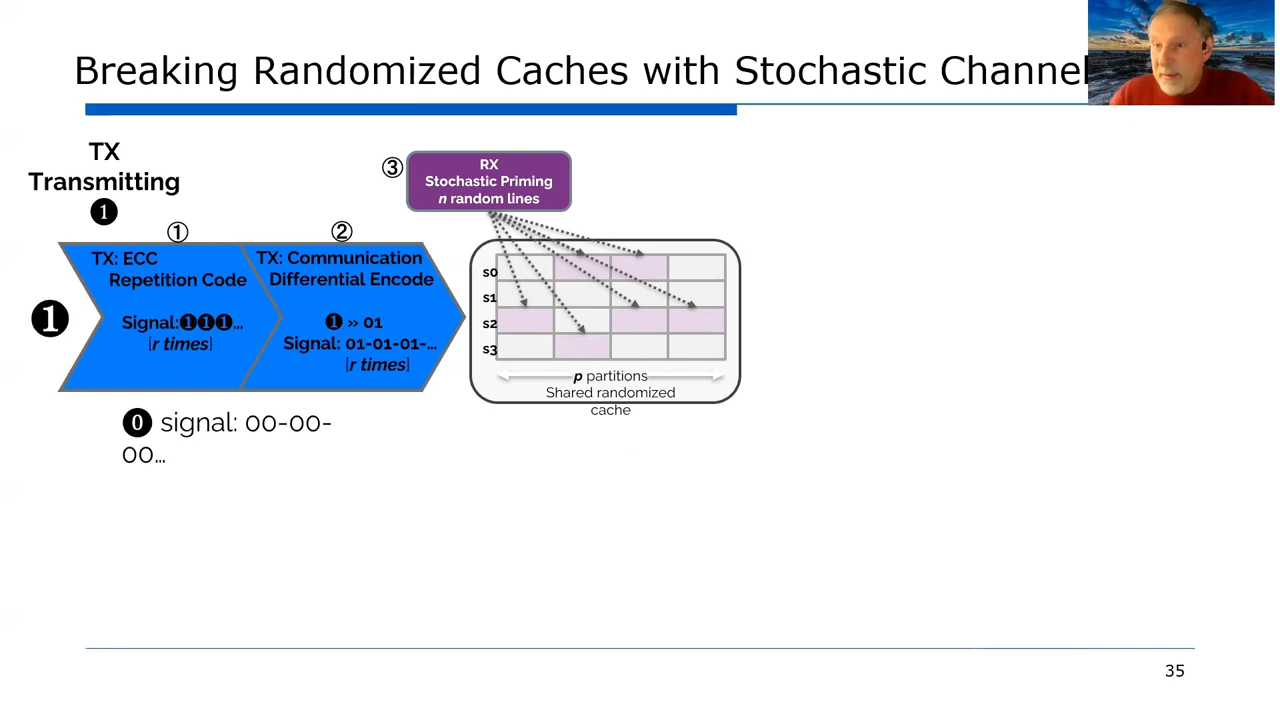 Breaking Randomized Caches with Stochastic Channel
TX
Transmitting
❶
①
②
③
RX
Stochastic Priming
n random lines
❶
TX: ECC
Repetition Code
Signal:❶❶❶...
[r times]
TX: Communication
Differential Encode
❶ » 01
Signal: 01-01-01-...
[r times]
s0
s1
s2
s3
p partitions
Shared randomized
cache
⓿ signal: 00-00-
00...
35